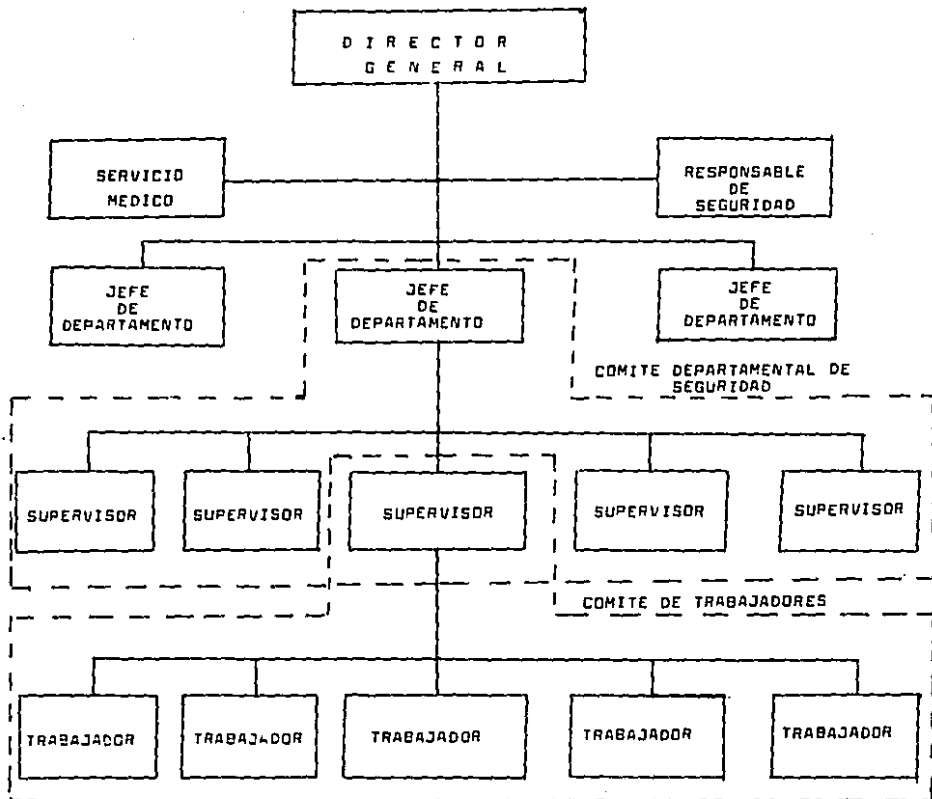 DIRECTOR
GENERAL
SERVICIO
MEDICO
RESPONSABLE
DE
SEGURIDAD
JEFE
DE
DEPARTAMENTO
JEFE
DE
DEPARTAMENTO
JEFE
DE
DEPARTAMENTO
COMITE DEPARTAMENTAL DE
SEGURIDAD
SUPERVISOR
SUPERVISOR
SUPERVISOR
SUPERVISOR
SUPERVISOR
COMITE DE TRABAJADORES
TRABAJADOR
TRABAJADOR
TRABAJADOR
TRABAJADOR
TRABAJADOR